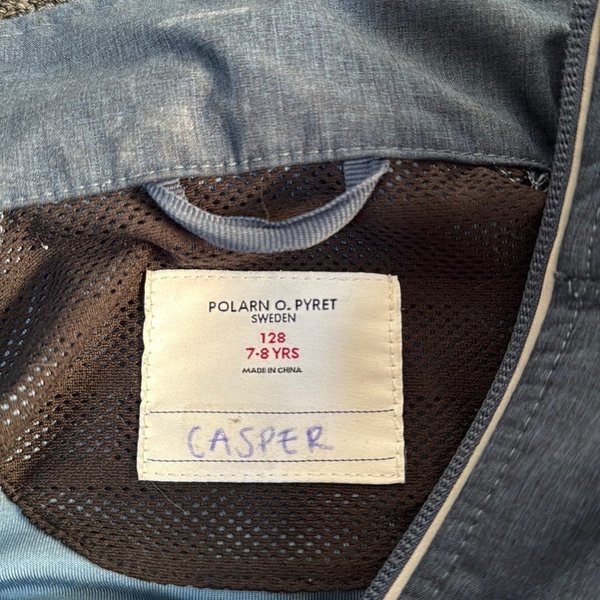 POLARN O. PYRET
SWEDEN
128
7-8 YRS
MADE IN CHINA
CASPER